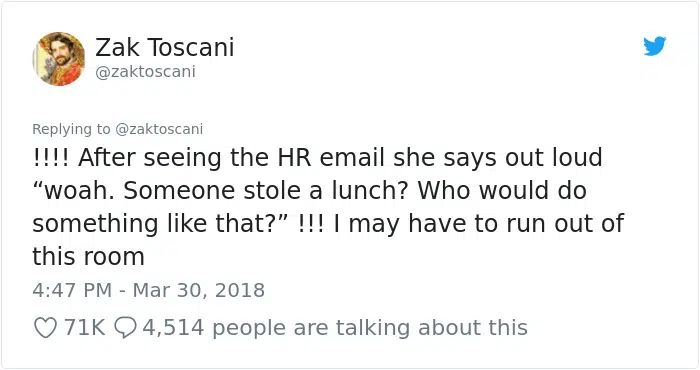 Zak Toscani
@zaktoscani
Replying to @zaktoscani
!!!! After seeing the HR email she says out loud
“woah. Someone stole a lunch? Who would do
something like that?” !!! I may have to run out of
this room
4:47 PM - Mar 30, 2018
71K 4,514 people are talking about this